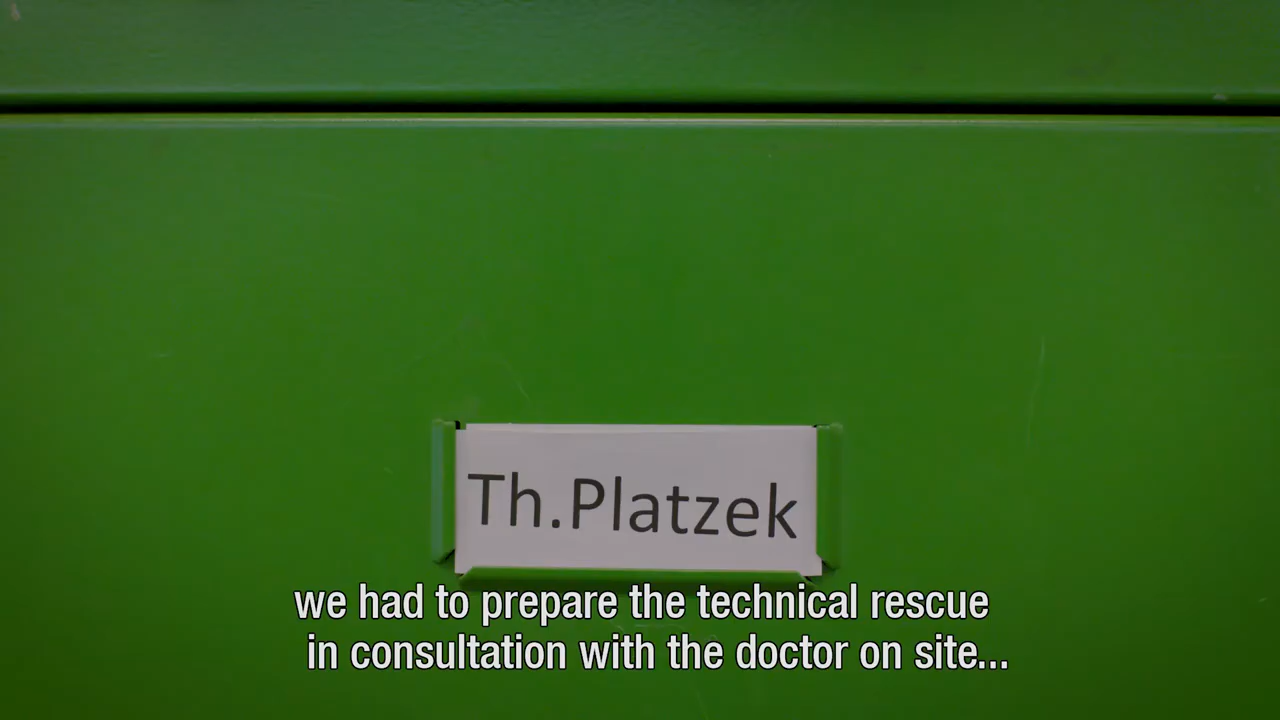 Th.Platzek
we had to prepare the technical rescue
in consultation with the doctor on site...